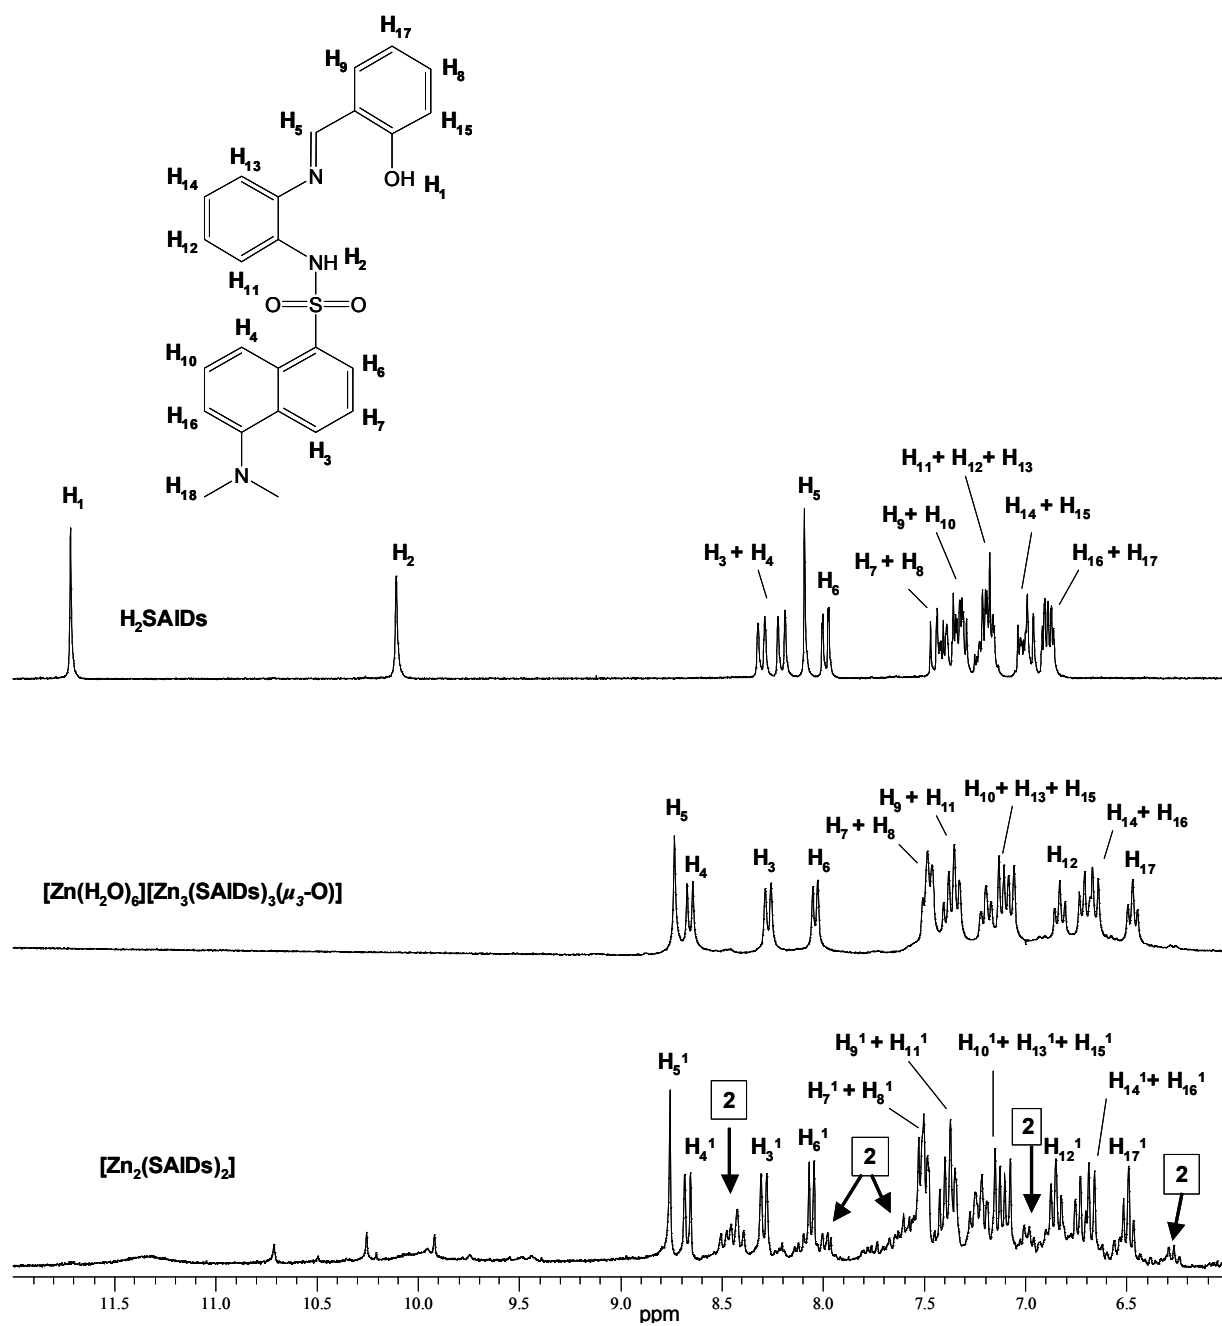 H₁₇
H₉
H₈
H₅
H₁₅
H₁₃
H₁₄
N
OH H₁
H₁₂
NH H₂
H₁₁
O S O
H₄
H₁₀
H₆
H₁₆
H₇
H₃
N
H₁₈
H₁
H₂
H₃ + H₄
H₅
H₆
H₇ + H₈
H₉ + H₁₀
H₁₁ + H₁₂ + H₁₃
H₁₄ + H₁₅
H₁₆ + H₁₇
H₂SAlDs
H₅
H₄
H₃
H₆
H₇ + H₈
H₉ + H₁₁
H₁₀ + H₁₃ + H₁₅
H₁₂
H₁₄ + H₁₆
H₁₇
[Zn(H₂O)₆][Zn₃(SAlDs)₃(μ₃-O)]
H₅¹
H₄¹
2
H₃¹
H₆¹
2
H₇¹ + H₈¹
H₉¹ + H₁₁¹
H₁₀¹ + H₁₃¹ + H₁₅¹
2
H₁₂¹
H₁₄¹ + H₁₆¹
H₁₇¹
2
[Zn₂(SAlDs)₂]
11.5 11.0 10.5 10.0 9.5 9.0 8.5 8.0 7.5 7.0 6.5
ppm